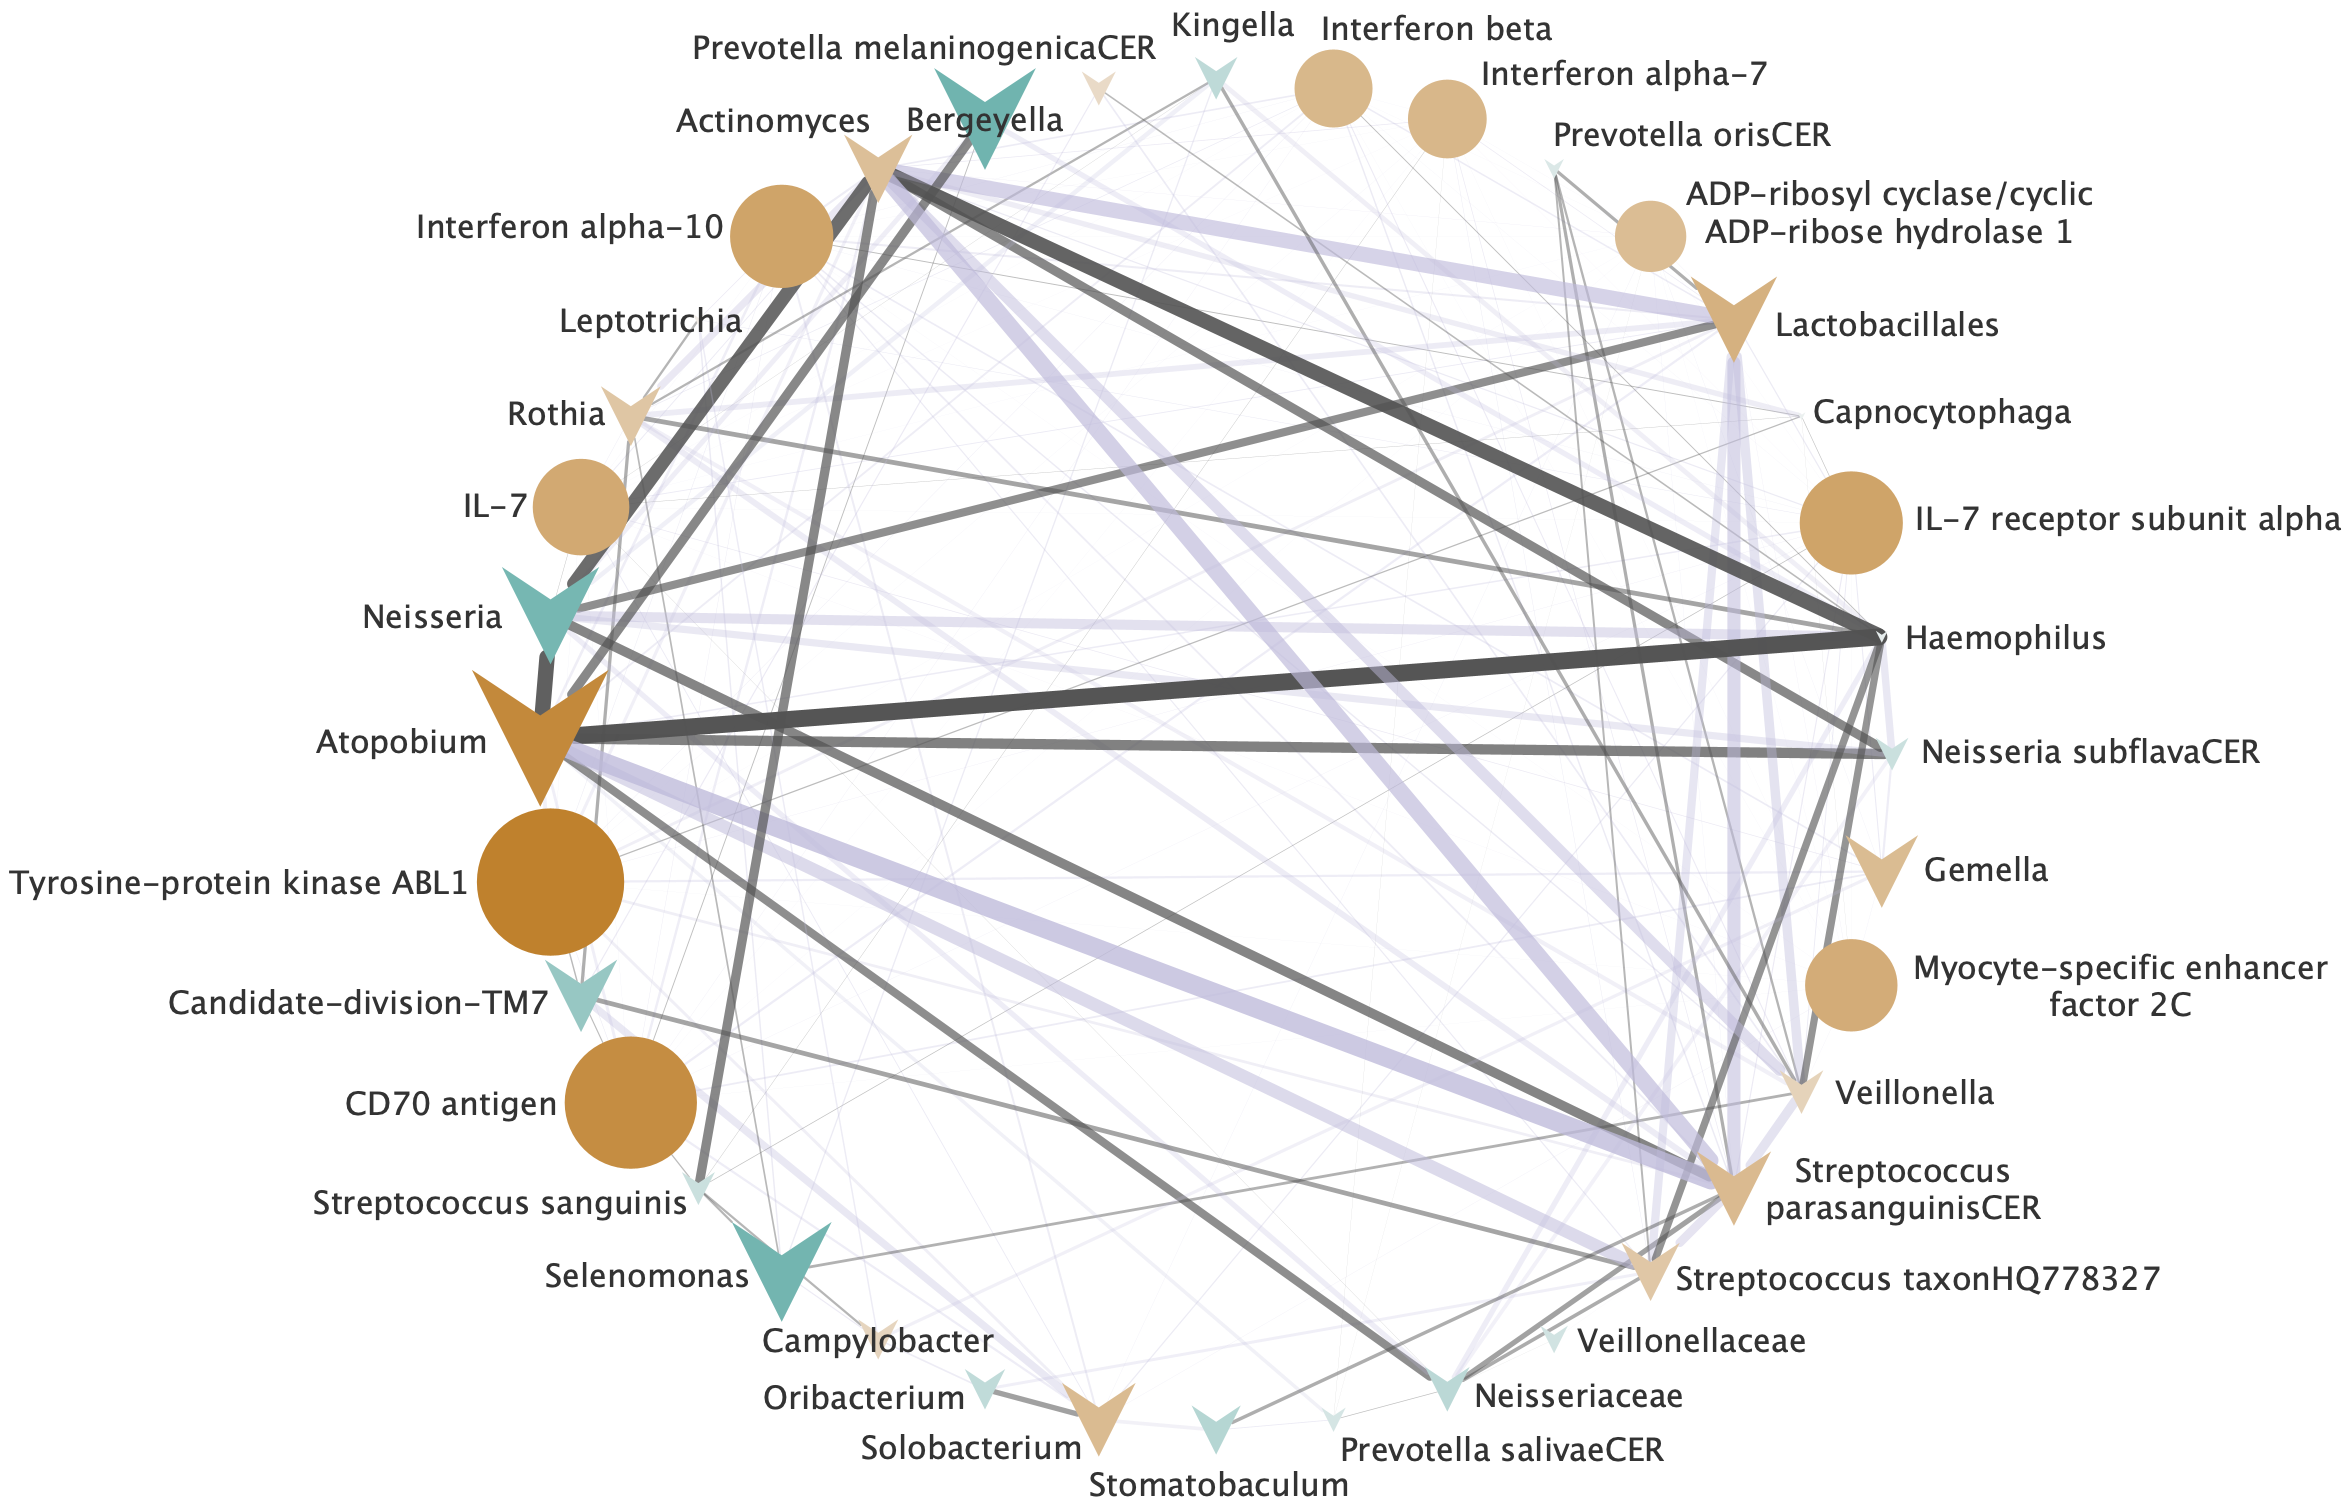 Kingella
Interferon beta
Prevotella melaninogenicaCER
Interferon alpha-7
Actinomyces
Bergeyella
Prevotella orisCER
ADP-ribosyl cyclase/cyclic
ADP-ribose hydrolase 1
Interferon alpha-10
Leptotrichia
Lactobacillales
Rothia
Capnocytophaga
IL-7
IL-7 receptor subunit alpha
Neisseria
Haemophilus
Atopobium
Neisseria subflavaCER
Tyrosine-protein kinase ABL1
Gemella
Candidate-division-TM7
Myocyte-specific enhancer
factor 2C
CD70 antigen
Veillonella
Streptococcus sanguinis
Streptococcus
parasanguinisCER
Selenomonas
Streptococcus taxonHQ778327
Campylobacter
Veillonellaceae
Oribacterium
Neisseriaceae
Solobacterium
Prevotella salivaeCER
Stomatobaculum